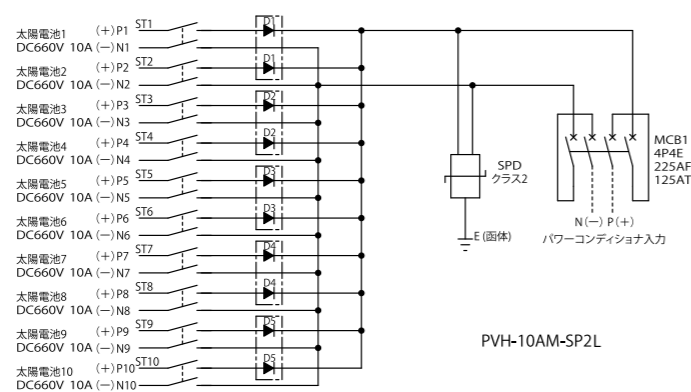 太陽電池1 (+)P1 ST1 D1
DC660V 10A (—)N1
太陽電池2 (+)P2 ST2 D1
DC660V 10A (—)N2
太陽電池3 (+)P3 ST3 D2
DC660V 10A (—)N3
太陽電池4 (+)P4 ST4 D2
DC660V 10A (—)N4
太陽電池5 (+)P5 ST5 D3
DC660V 10A (—)N5
太陽電池6 (+)P6 ST6 D3
DC660V 10A (—)N6
太陽電池7 (+)P7 ST7 D4
DC660V 10A (—)N7
太陽電池8 (+)P8 ST8 D4
DC660V 10A (—)N8
太陽電池9 (+)P9 ST9 D5
DC660V 10A (—)N9
太陽電池10 (+)P10 ST10 D5
DC660V 10A (—)N10
SPD
クラス2
E (函体)
MCB1
4P4E
225AF
125AT
N(—) P(+)
パワーコンディショナ入力
PVH-10AM-SP2L